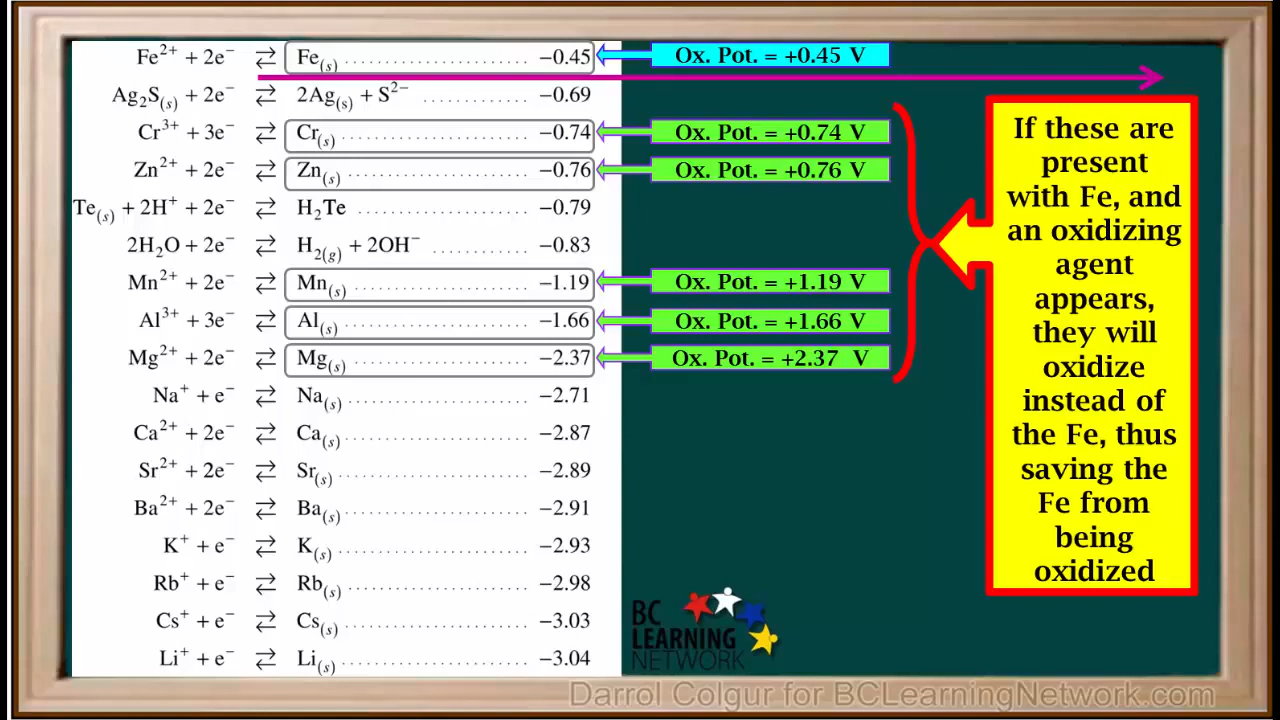 Fe²⁺ + 2e⁻ ⇄ Fe(s) ............................ −0.45 Ox. Pot. = +0.45 V
Ag₂S(s) + 2e⁻ ⇄ 2Ag(s) + S²⁻ ............. −0.69
Cr³⁺ + 3e⁻ ⇄ Cr(s) ............................ −0.74 Ox. Pot. = +0.74 V
Zn²⁺ + 2e⁻ ⇄ Zn(s) ............................ −0.76 Ox. Pot. = +0.76 V
Te(s) + 2H⁺ + 2e⁻ ⇄ H₂Te ..................... −0.79
2H₂O + 2e⁻ ⇄ H₂(g) + 2OH⁻ ............ −0.83
Mn²⁺ + 2e⁻ ⇄ Mn(s) .......................... −1.19 Ox. Pot. = +1.19 V
Al³⁺ + 3e⁻ ⇄ Al(s) ............................ −1.66 Ox. Pot. = +1.66 V
Mg²⁺ + 2e⁻ ⇄ Mg(s) .......................... −2.37 Ox. Pot. = +2.37 V
Na⁺ + e⁻ ⇄ Na(s) ........................... −2.71
Ca²⁺ + 2e⁻ ⇄ Ca(s) ........................... −2.87
Sr²⁺ + 2e⁻ ⇄ Sr(s) ............................ −2.89
Ba²⁺ + 2e⁻ ⇄ Ba(s) ........................... −2.91
K⁺ + e⁻ ⇄ K(s) ............................ −2.93
Rb⁺ + e⁻ ⇄ Rb(s) ........................... −2.98
Cs⁺ + e⁻ ⇄ Cs(s) ............................ −3.03
Li⁺ + e⁻ ⇄ Li(s) ............................ −3.04
If these are
present
with Fe, and
an oxidizing
agent
appears,
they will
oxidize
instead of
the Fe, thus
saving the
Fe from
being
oxidized
BC
LEARNING
NETWORK
Darrol Colgur for BCLearningNetwork.com